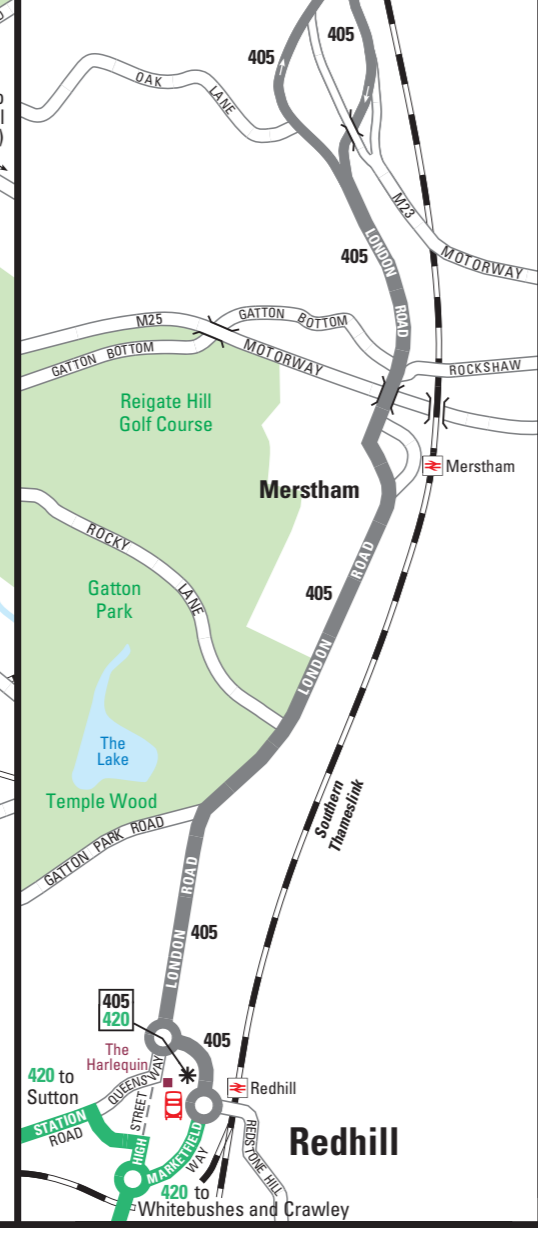 405
405
OAK
LANE
M23
MOTORWAY
LONDON
ROAD
405
M25
MOTORWAY
GATTON BOTTOM
GATTON BOTTOM
ROCKSHAW
Reigate Hill
Golf Course
Merstham
Merstham
ROCKY
LANE
ROAD
405
Gatton
Park
LONDON
The
Lake
Temple Wood
Southern
Thameslink
GATTON PARK ROAD
ROAD
LONDON
405
405
420
405
The
Harlequin
QUEENSWAY
420 to
Sutton
STATION
ROAD
STREET
HIGH
MARKETFIELD
WAY
Redhill
REDSTONE HILL
Redhill
420 to
Whitebushes and Crawley